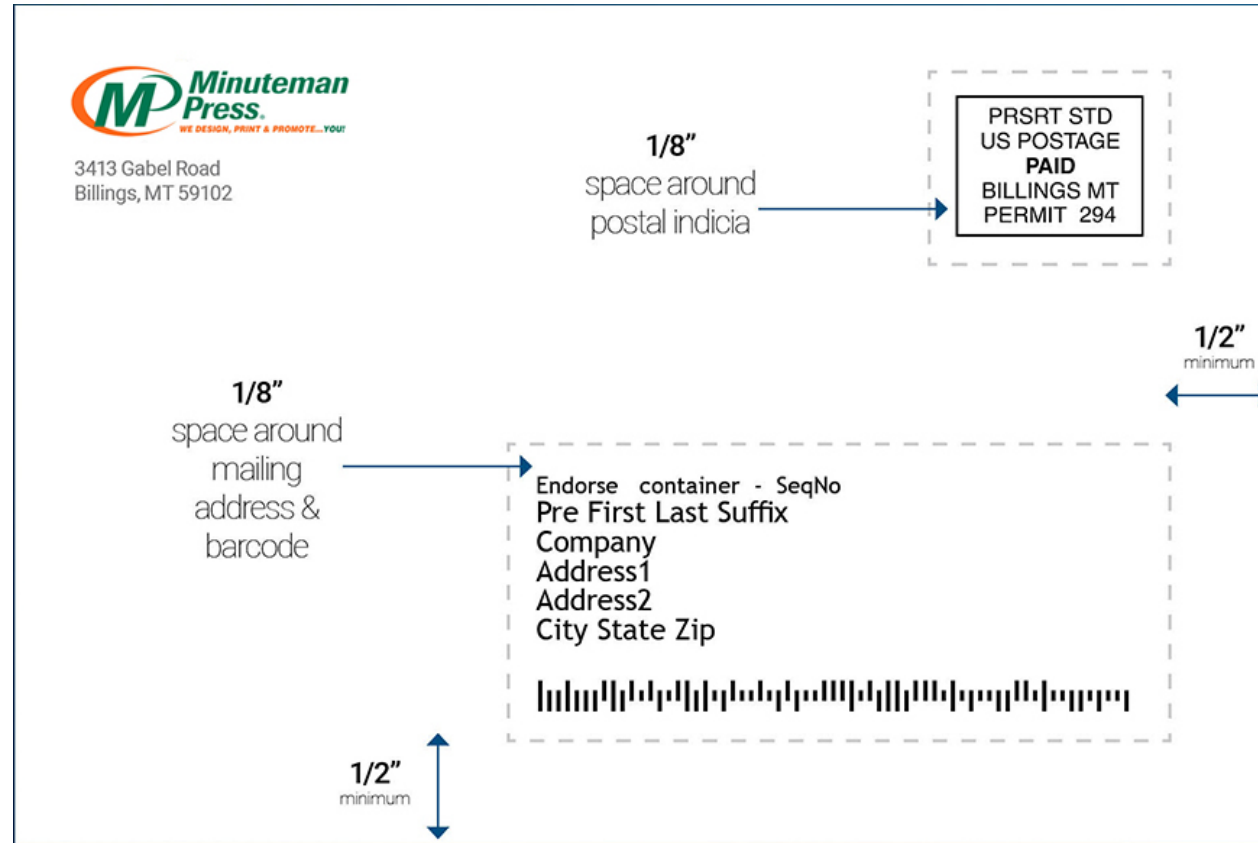 MP Minuteman
Press.
WE DESIGN, PRINT & PROMOTE...YOU!
3413 Gabel Road
Billings, MT 59102
1/8”
space around
postal indicia
PRSRT STD
US POSTAGE
PAID
BILLINGS MT
PERMIT 294
1/2”
minimum
1/8”
space around
mailing
address &
barcode
Endorse container - SeqNo
Pre First Last Suffix
Company
Address1
Address2
City State Zip
1/2”
minimum